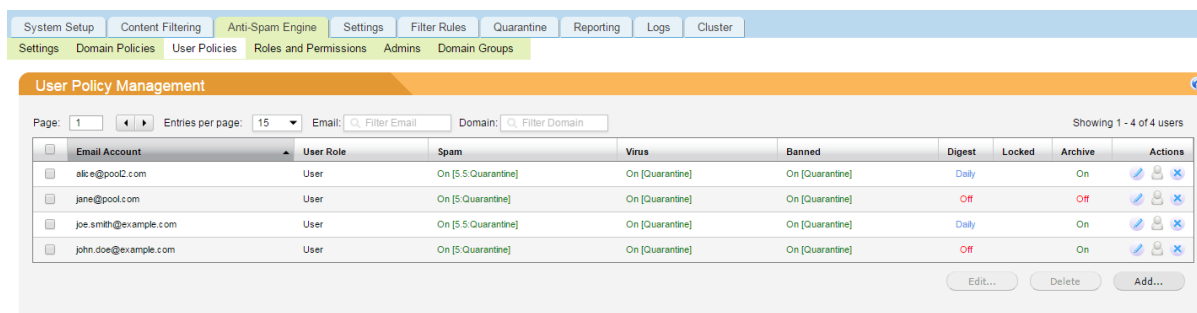 System Setup Content Filtering Anti-Spam Engine Settings Filter Rules Quarantine Reporting Logs Cluster
Settings Domain Policies User Policies Roles and Permissions Admins Domain Groups
User Policy Management
Page: 1 Entries per page: 15 Email: Filter Email Domain: Filter Domain Showing 1 - 4 of 4 users
Email Account User Role Spam Virus Banned Digest Locked Archive Actions
alice@pool2.com User On [5.5:Quarantine] On [Quarantine] On [Quarantine] Daily On
jane@pool.com User On [5:Quarantine] On [Quarantine] On [Quarantine] Off Off
joe.smith@example.com User On [5.5:Quarantine] On [Quarantine] On [Quarantine] Daily On
john.doe@example.com User On [5:Quarantine] On [Quarantine] On [Quarantine] Off On
Edit... Delete Add...